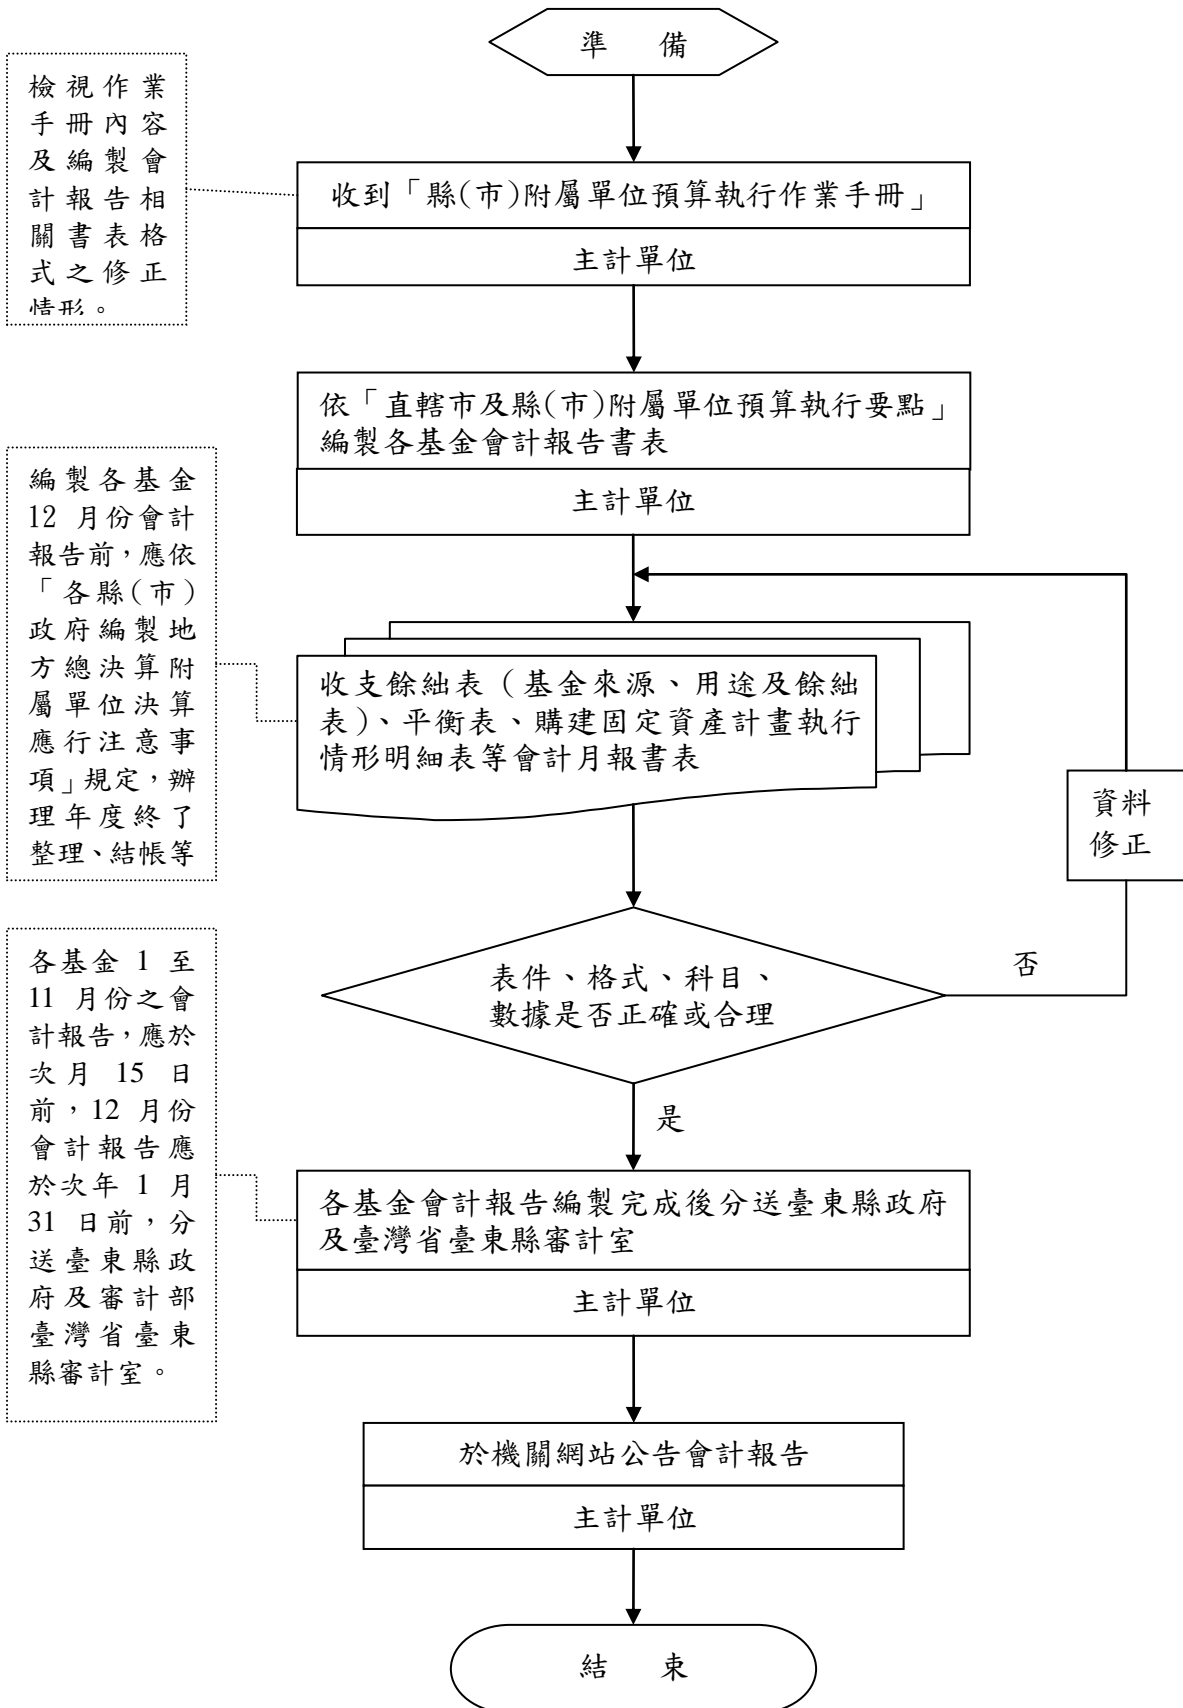 準 備
檢視作業
手冊內容
及編製會
計報告相
關書表格
式之修正
情形。
收到「縣(市)附屬單位預算執行作業手冊」
主計單位
依「直轄市及縣(市)附屬單位預算執行要點」
編製各基金會計報告書表
主計單位
編製各基金
12 月份會計
報告前，應依
「各縣(市)
政府編製地
方總決算附
屬單位決算
應行注意事
項」規定，辦
理年度終了
整理、結帳等
收支餘絀表（基金來源、用途及餘絀
表）、平衡表、購建固定資產計畫執行
情形明細表等會計月報書表
資料
修正
表件、格式、科目、
數據是否正確或合理
否
是
各基金 1 至
11 月份之會
計報告，應於
次月 15 日
前，12 月份
會計報告應
於次年 1 月
31 日前，分
送臺東縣政
府及審計部
臺灣省臺東
縣審計室。
各基金會計報告編製完成後分送臺東縣政府
及臺灣省臺東縣審計室
主計單位
於機關網站公告會計報告
主計單位
結 束